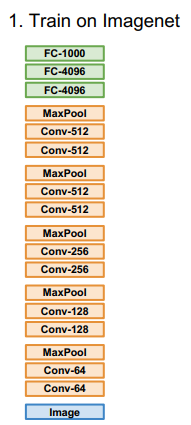 1. Train on Imagenet
FC-1000
FC-4096
FC-4096
MaxPool
Conv-512
Conv-512
MaxPool
Conv-512
Conv-512
MaxPool
Conv-256
Conv-256
MaxPool
Conv-128
Conv-128
MaxPool
Conv-64
Conv-64
Image